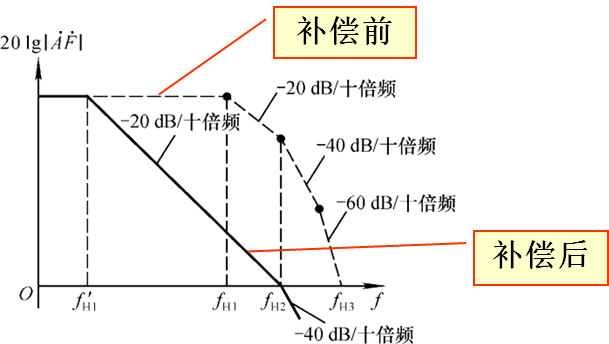 补偿前
20 lg|ȦḞ|
-20 dB/十倍频
-20 dB/十倍频
-40 dB/十倍频
-60 dB/十倍频
补偿后
O
f'H1
fH1
fH2
fH3
f
-40 dB/十倍频